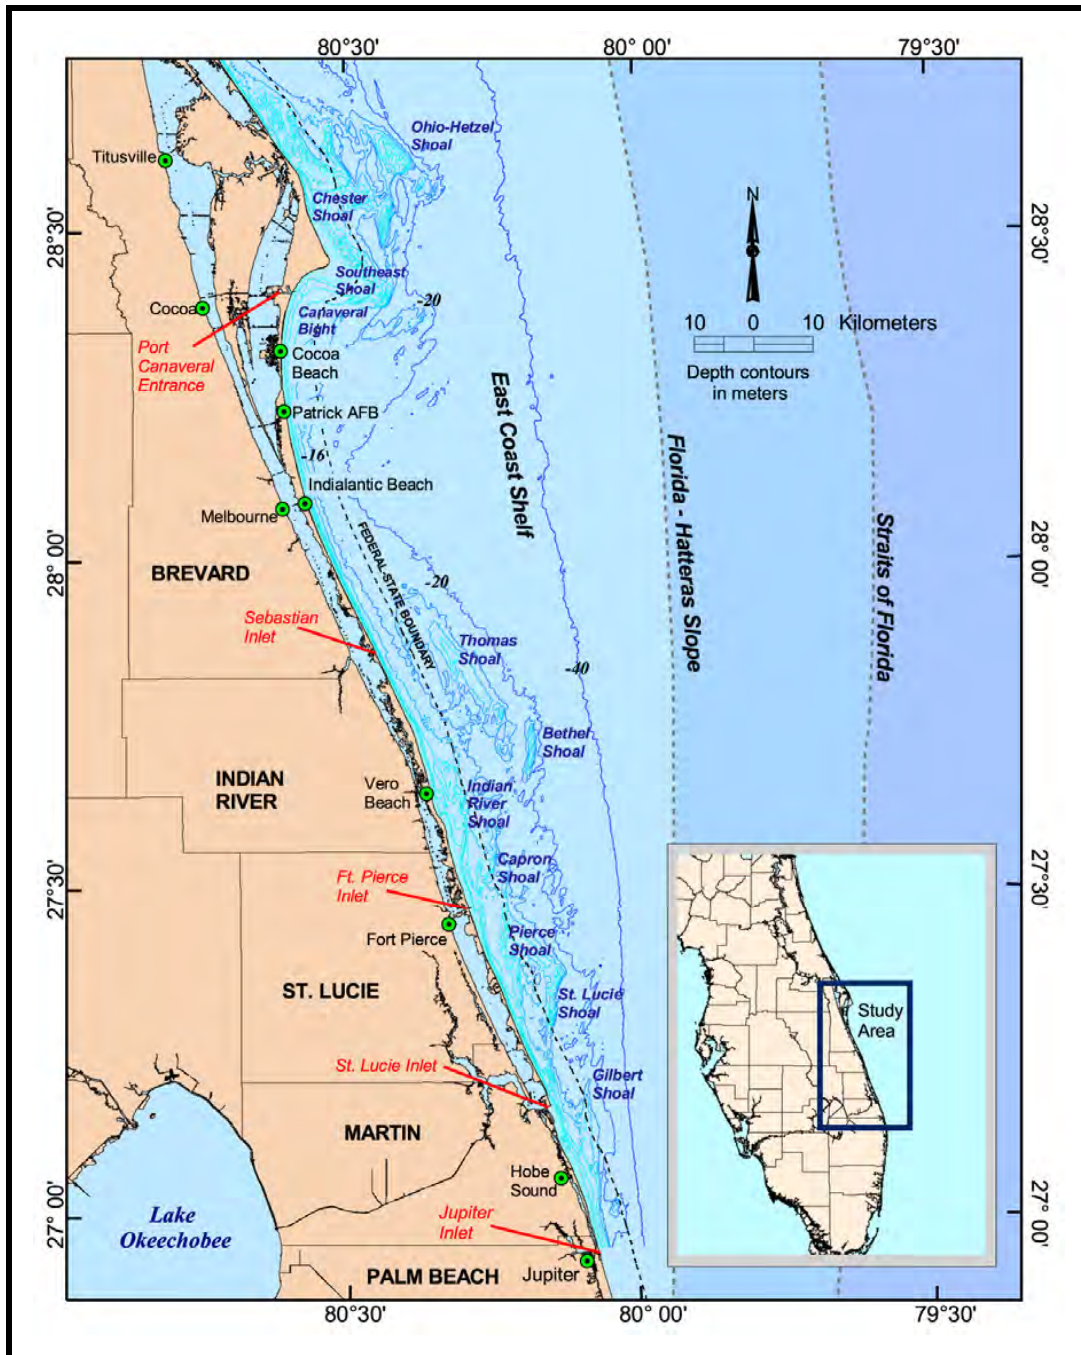 80°30'
80° 00'
79°30'
Ohio-Hetzel
Shoal
Titusville
Chester
Shoal
N
28°30'
28°30'
Southeast
Shoal
-20
Cocoa
Canaveral
Bight
10 0 10 Kilometers
Port
Canaveral
Entrance
Cocoa
Beach
Depth contours
in meters
East Coast Shelf
Patrick AFB
Florida - Hatteras Slope
-16
Indialantic Beach
Melbourne
Straits of Florida
FEDERAL-STATE BOUNDARY
28° 00'
28° 00'
BREVARD
-20
Sebastian
Inlet
Thomas
Shoal
-40
Bethel
Shoal
INDIAN
RIVER
Vero
Beach
Indian
River
Shoal
Capron
Shoal
27°30'
27°30'
Ft. Pierce
Inlet
Fort Pierce
Pierce
Shoal
ST. LUCIE
St. Lucie
Shoal
Study
Area
St. Lucie Inlet
Gilbert
Shoal
MARTIN
Hobe
Sound
27° 00'
27° 00'
Lake
Okeechobee
Jupiter
Inlet
PALM BEACH
Jupiter
80°30'
80° 00'
79°30'